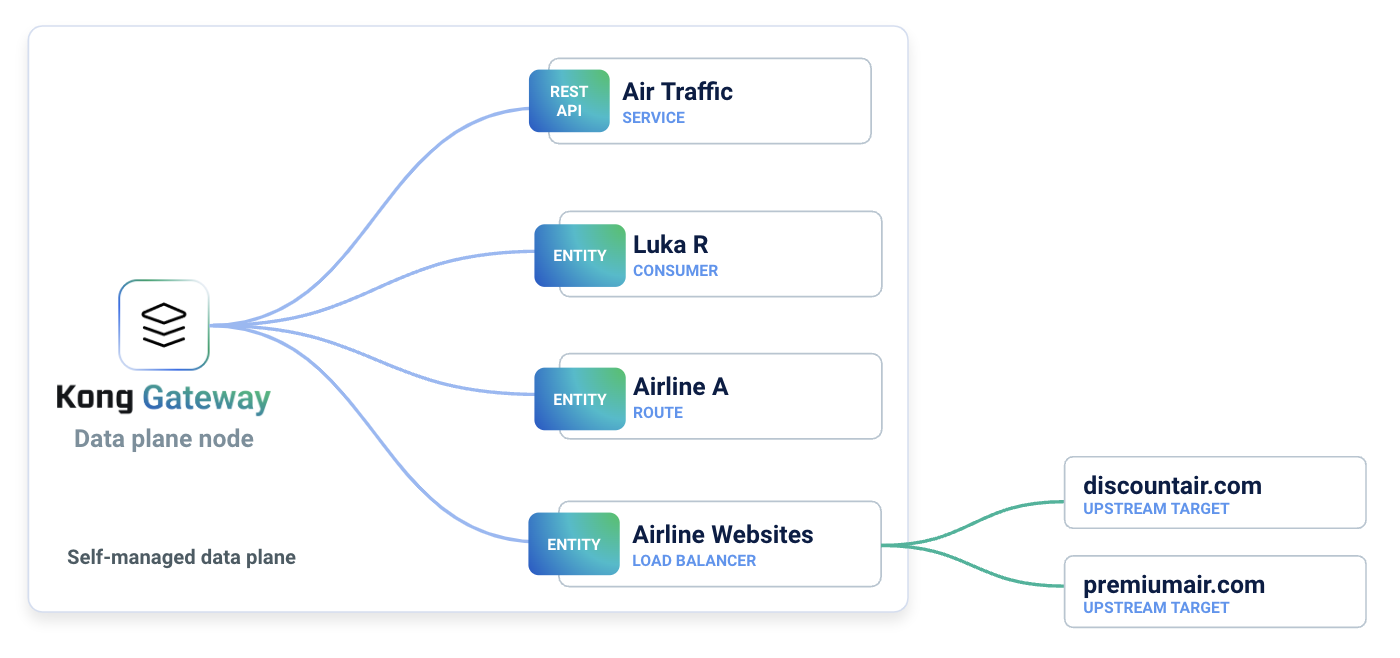 REST
API
Air Traffic
SERVICE
ENTITY
Luka R
CONSUMER
Kong Gateway
Data plane node
ENTITY
Airline A
ROUTE
Self-managed data plane
ENTITY
Airline Websites
LOAD BALANCER
discountair.com
UPSTREAM TARGET
premiumair.com
UPSTREAM TARGET